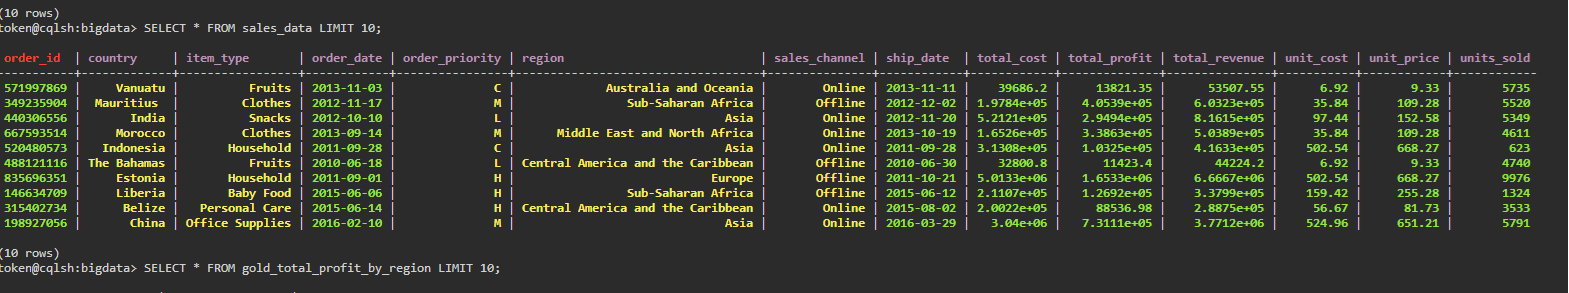 (10 rows)
token@cqlsh:bigdata> SELECT * FROM sales_data LIMIT 10;
order_id | country | item_type | order_date | order_priority | region | sales_channel | ship_date | total_cost | total_profit | total_revenue | unit_cost | unit_price | units_sold
571997869 | Vanuatu | Fruits | 2013-11-03 | C | Australia and Oceania | Online | 2013-11-11 | 39686.2 | 13821.35 | 53507.55 | 6.92 | 9.33 | 5735
349235904 | Mauritius | Clothes | 2012-11-17 | M | Sub-Saharan Africa | Offline | 2012-12-02 | 1.9784e+05 | 4.0539e+05 | 6.0323e+05 | 35.84 | 109.28 | 5520
440306556 | India | Snacks | 2012-10-10 | L | Asia | Online | 2012-11-20 | 5.2121e+05 | 2.9494e+05 | 8.1615e+05 | 97.44 | 152.58 | 5349
667593514 | Morocco | Clothes | 2013-09-14 | M | Middle East and North Africa | Online | 2013-10-19 | 1.6526e+05 | 3.3863e+05 | 5.0389e+05 | 35.84 | 109.28 | 4611
520480573 | Indonesia | Household | 2011-09-28 | C | Asia | Online | 2011-09-28 | 3.1308e+05 | 1.0325e+05 | 4.1633e+05 | 502.54 | 668.27 | 623
488121116 | The Bahamas | Fruits | 2010-06-18 | L | Central America and the Caribbean | Offline | 2010-06-30 | 32800.8 | 11423.4 | 44224.2 | 6.92 | 9.33 | 4740
835696351 | Estonia | Household | 2011-09-01 | H | Europe | Offline | 2011-10-21 | 5.0133e+06 | 1.6533e+06 | 6.6667e+06 | 502.54 | 668.27 | 9976
146634709 | Liberia | Baby Food | 2015-06-06 | H | Sub-Saharan Africa | Offline | 2015-06-12 | 2.1107e+05 | 1.2692e+05 | 3.3799e+05 | 159.42 | 255.28 | 1324
315402734 | Belize | Personal Care | 2015-06-14 | H | Central America and the Caribbean | Online | 2015-08-02 | 2.0022e+05 | 88536.98 | 2.8875e+05 | 56.67 | 81.73 | 3533
198927056 | China | Office Supplies | 2016-02-10 | M | Asia | Online | 2016-03-29 | 3.04e+06 | 7.3111e+05 | 3.7712e+06 | 524.96 | 651.21 | 5791
(10 rows)
token@cqlsh:bigdata> SELECT * FROM gold_total_profit_by_region LIMIT 10;